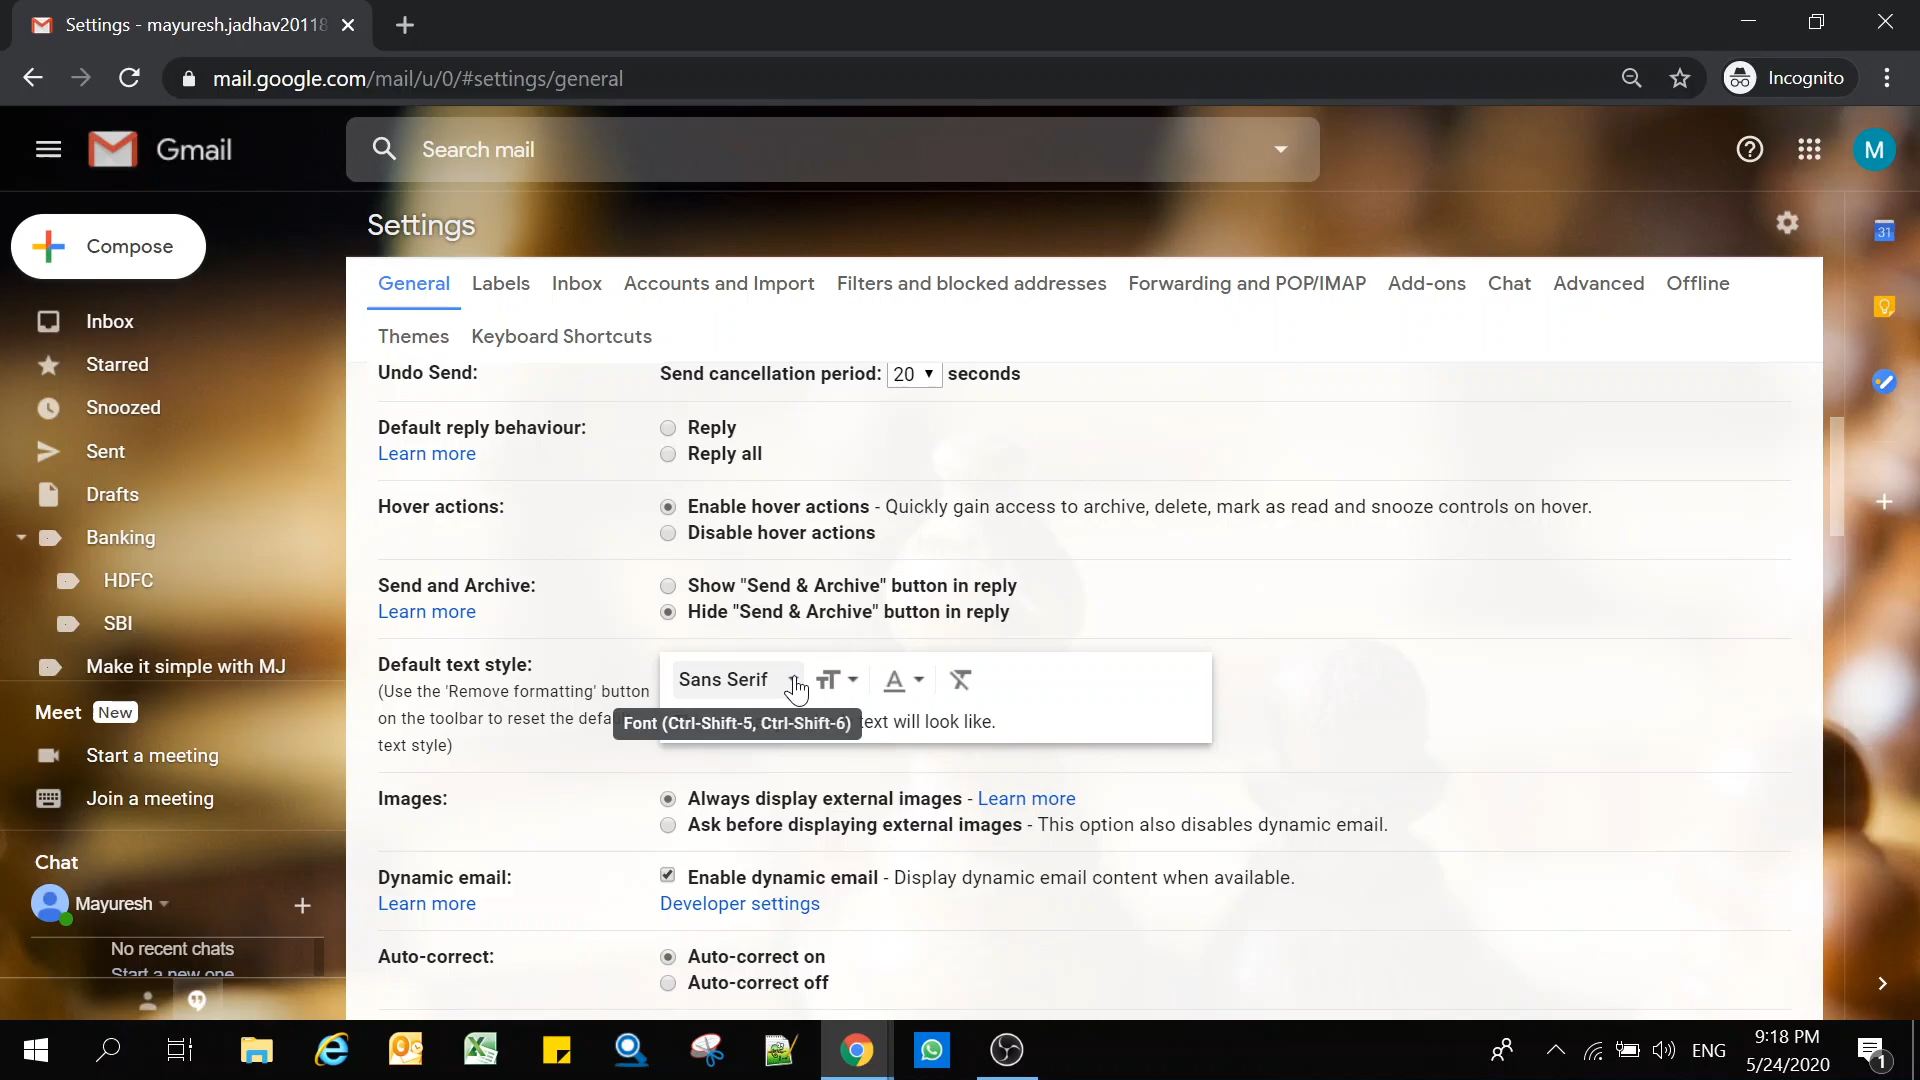 Settings - mayuresh.jadhav20118
mail.google.com/mail/u/0/#settings/general
Incognito
Gmail
Search mail
M
Compose
Settings
31
General Labels Inbox Accounts and Import Filters and blocked addresses Forwarding and POP/IMAP Add-ons Chat Advanced Offline
Themes Keyboard Shortcuts
Inbox
Starred
Snoozed
Sent
Drafts
Banking
HDFC
SBI
Make it simple with MJ
Meet New
Start a meeting
Join a meeting
Chat
Mayuresh
No recent chats
Start a new one
Undo Send: Send cancellation period: 20 seconds
Default reply behaviour: Reply
Learn more Reply all
Hover actions: Enable hover actions - Quickly gain access to archive, delete, mark as read and snooze controls on hover.
Disable hover actions
Send and Archive: Show "Send & Archive" button in reply
Learn more Hide "Send & Archive" button in reply
Default text style: Sans Serif
(Use the 'Remove formatting' button
on the toolbar to reset the defa Font (Ctrl-Shift-5, Ctrl-Shift-6) text will look like.
text style)
Images: Always display external images - Learn more
Ask before displaying external images - This option also disables dynamic email.
Dynamic email: Enable dynamic email - Display dynamic email content when available.
Learn more Developer settings
Auto-correct: Auto-correct on
Auto-correct off
ENG
9:18 PM
5/24/2020
1